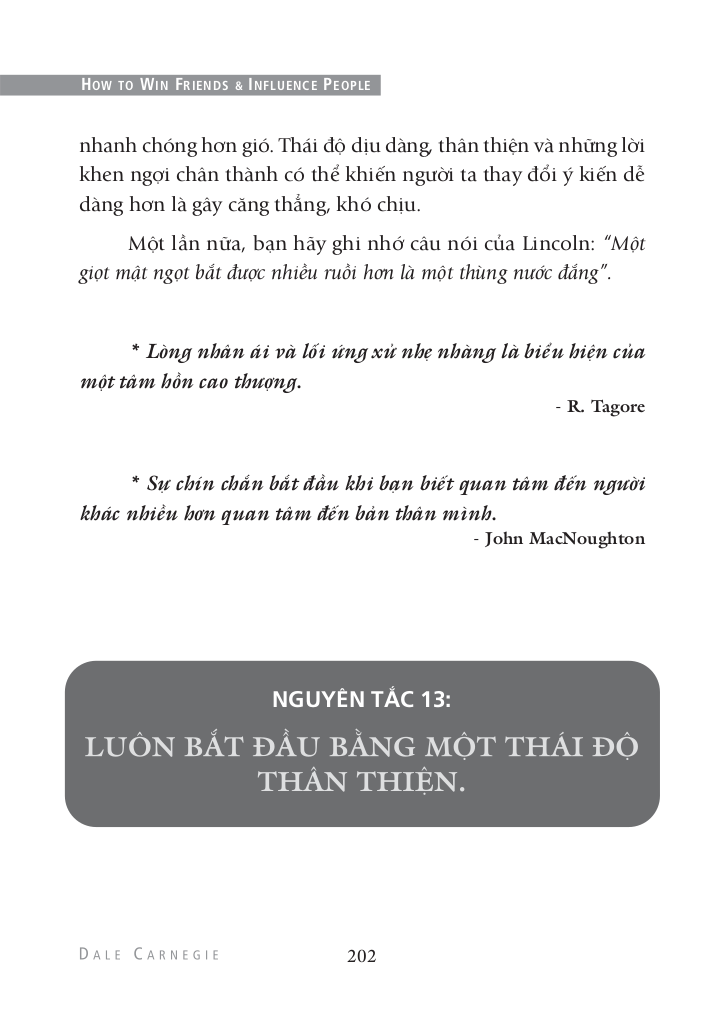 HOW TO WIN FRIENDS & INFLUENCE PEOPLE
nhanh chóng hơn gió. Thái độ dịu dàng, thân thiện và những lời
khen ngợi chân thành có thể khiến người ta thay đổi ý kiến dễ
dàng hơn là gây căng thẳng, khó chịu.
Một lần nữa, bạn hãy ghi nhớ câu nói của Lincoln: “Một
giọt mật ngọt bắt được nhiều ruồi hơn là một thùng nước đắng”.
* Lòng nhân ái và lối ứng xử nhẹ nhàng là biểu hiện của
một tâm hồn cao thượng.
- R. Tagore
* Sự chín chắn bắt đầu khi bạn biết quan tâm đến người
khác nhiều hơn quan tâm đến bản thân mình.
- John MacNoughton
NGUYÊN TẮC 13:
LUÔN BẮT ĐẦU BẰNG MỘT THÁI ĐỘ
THÂN THIỆN.
DALE CARNEGIE 202